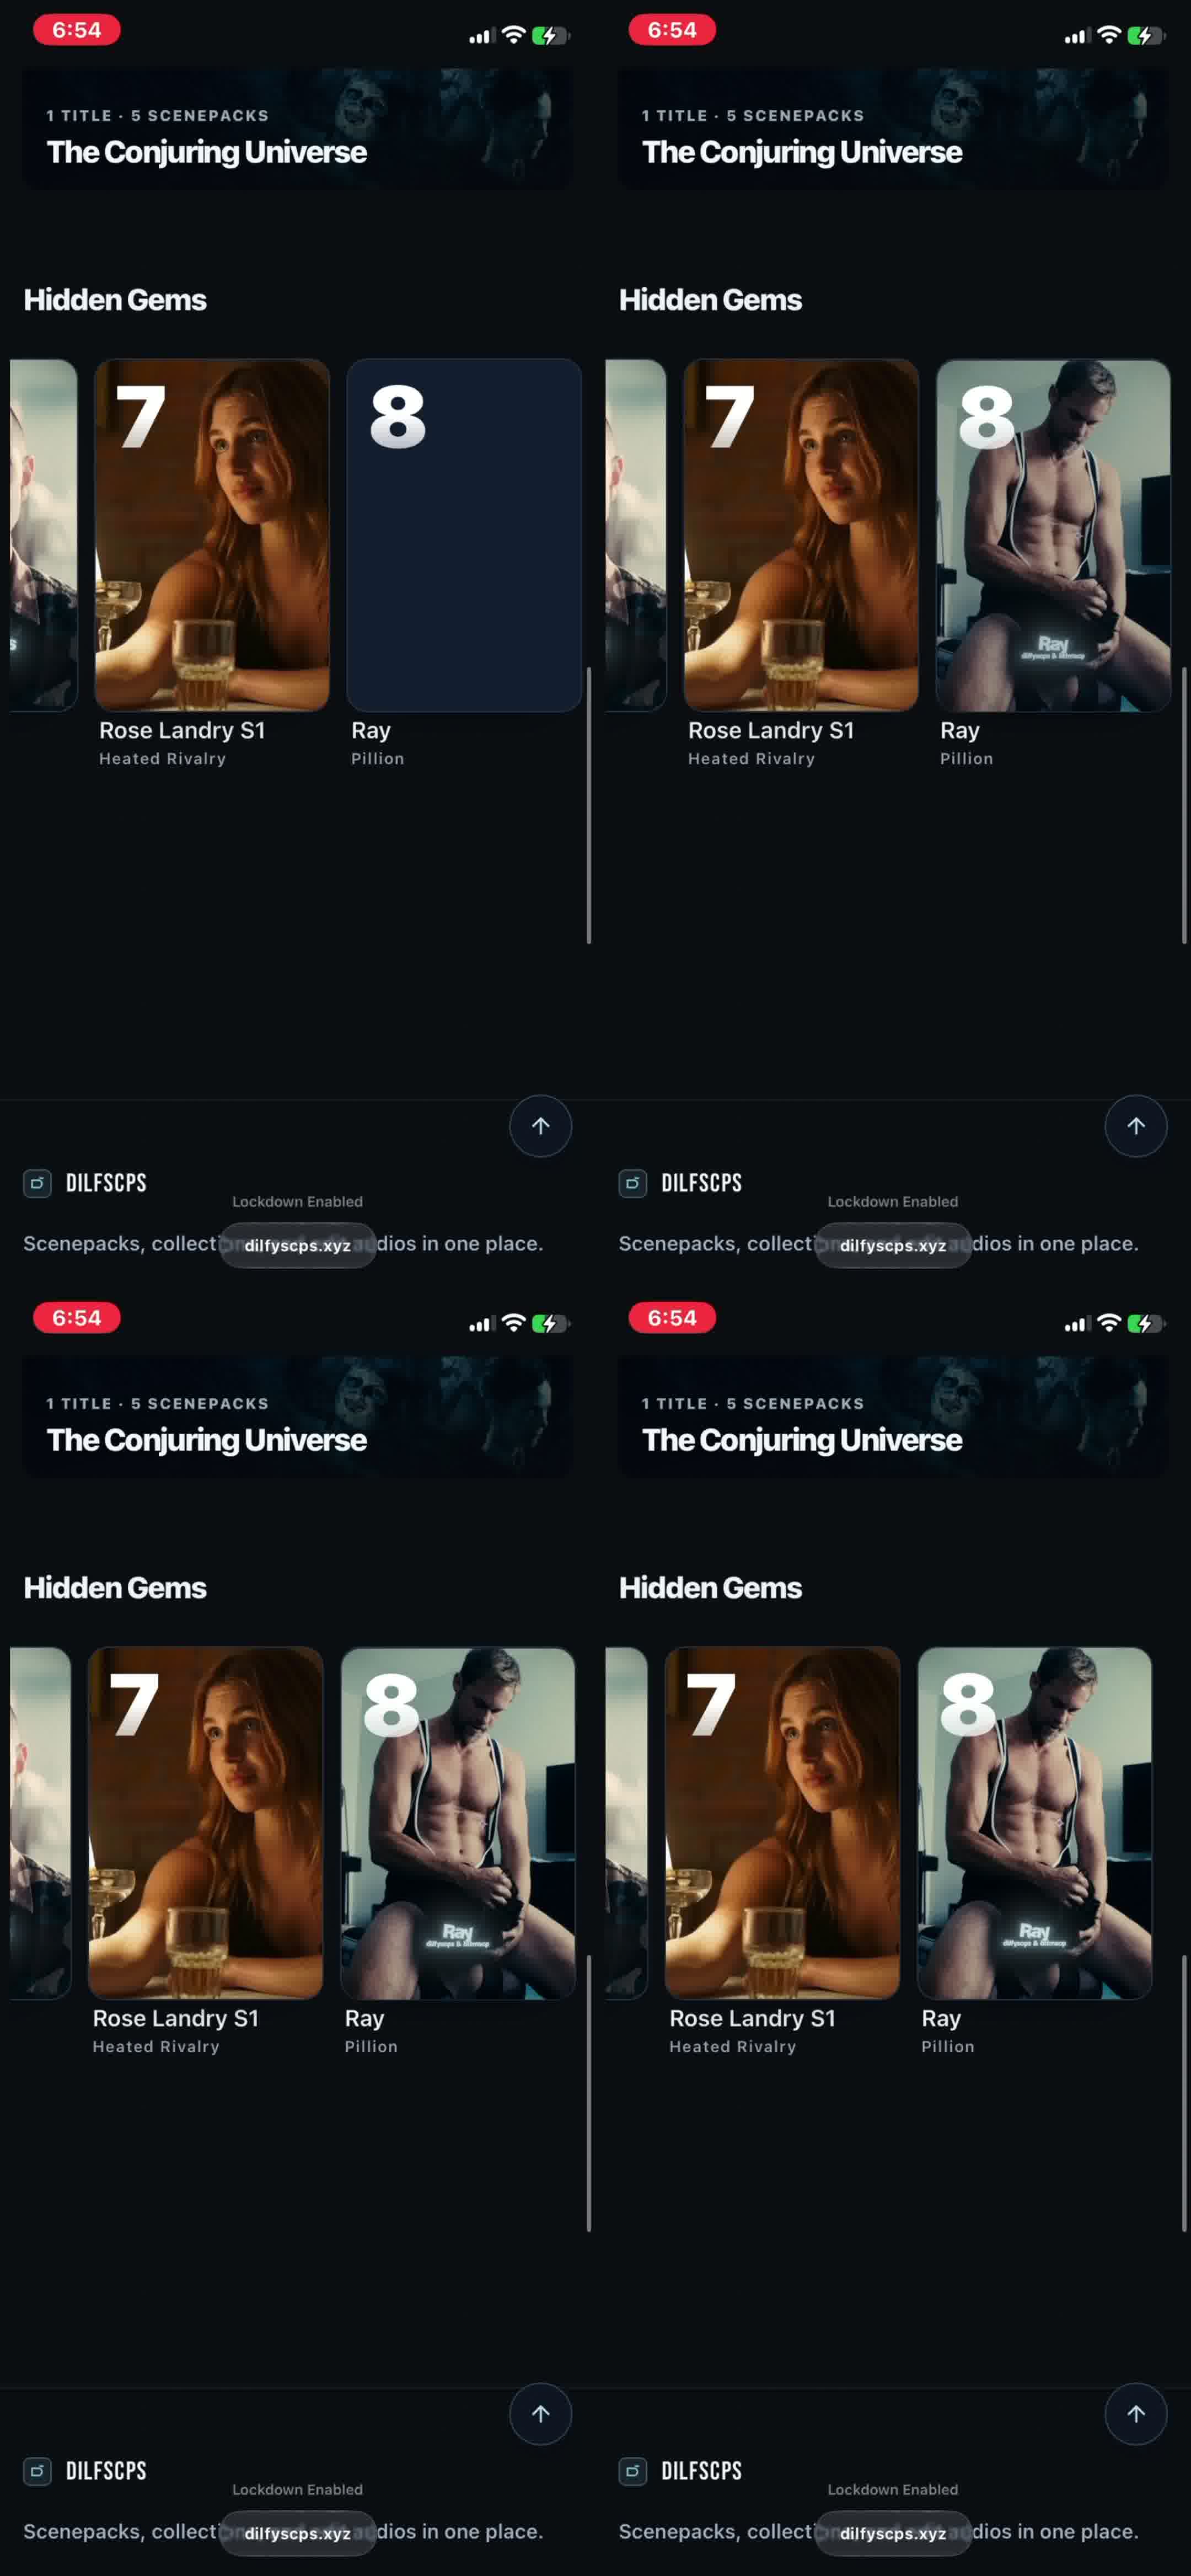 6:54
1 TITLE · 5 SCENEPACKS
The Conjuring Universe
Hidden Gems
7
8
Rose Landry S1
Heated Rivalry
Ray
Pillion
DILFSCPS
Lockdown Enabled
Scenepacks, collecti
dilfyscps.xyz
dios in one place.
6:54
1 TITLE · 5 SCENEPACKS
The Conjuring Universe
Hidden Gems
7
8
Ray
Rose Landry S1
Heated Rivalry
Ray
Pillion
DILFSCPS
Lockdown Enabled
Scenepacks, collecti
dilfyscps.xyz
dios in one place.
6:54
1 TITLE · 5 SCENEPACKS
The Conjuring Universe
Hidden Gems
7
8
Ray
Rose Landry S1
Heated Rivalry
Ray
Pillion
DILFSCPS
Lockdown Enabled
Scenepacks, collecti
dilfyscps.xyz
dios in one place.
6:54
1 TITLE · 5 SCENEPACKS
The Conjuring Universe
Hidden Gems
7
8
Ray
Rose Landry S1
Heated Rivalry
Ray
Pillion
DILFSCPS
Lockdown Enabled
Scenepacks, collecti
dilfyscps.xyz
dios in one place.